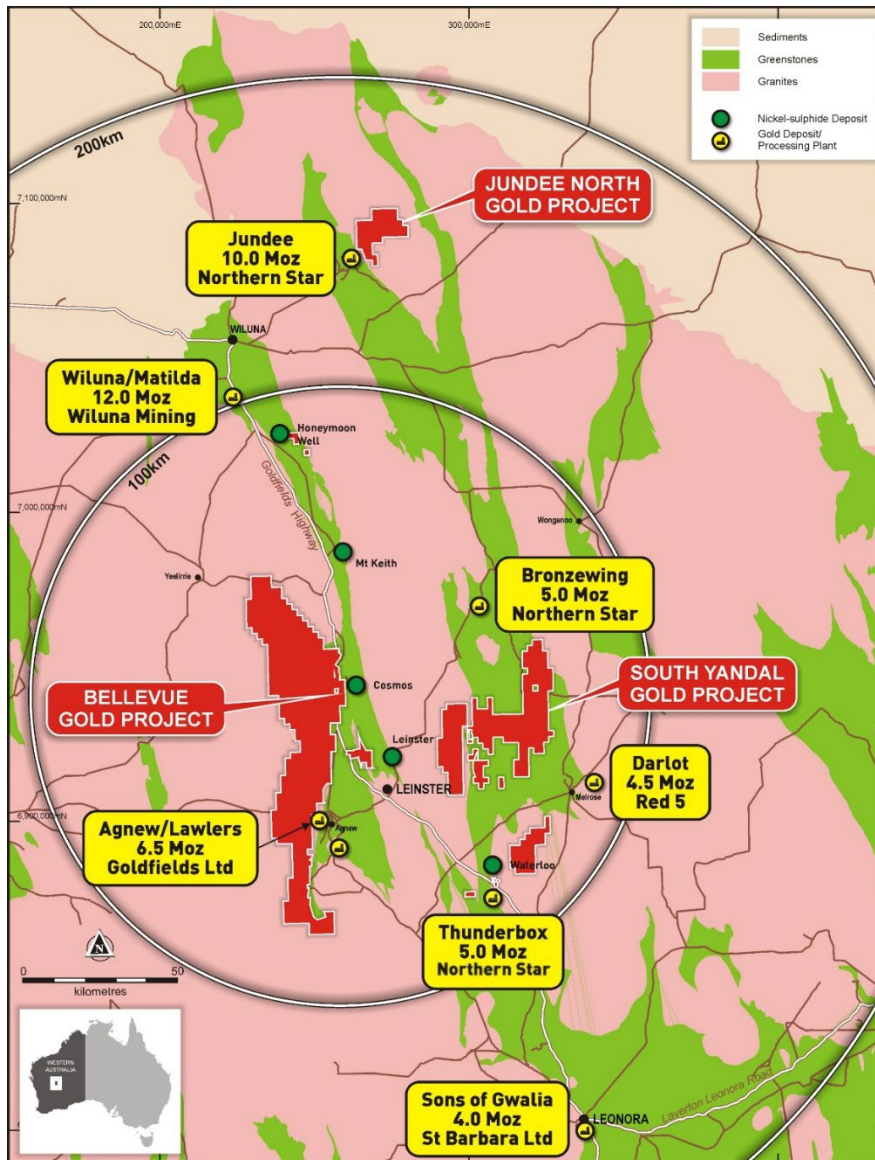 200,000mE
300,000mE
Sediments
Greenstones
Granites
Nickel-sulphide Deposit
Gold Deposit/
Processing Plant
200km
7,100,000mN
JUNDEE NORTH
GOLD PROJECT
Jundee
10.0 Moz
Northern Star
WILUNA
Wiluna/Matilda
12.0 Moz
Wiluna Mining
Honeymoon
Well
100km
Goldfields Highway
7,000,000mN
Wonganoo
Mt Keith
Yeelirrie
Bronzewing
5.0 Moz
Northern Star
BELLEVUE
GOLD PROJECT
Cosmos
SOUTH YANDAL
GOLD PROJECT
Leinster
LEINSTER
Darlot
4.5 Moz
Red 5
Melrose
6,900,000mN
Agnew/Lawlers
6.5 Moz
Goldfields Ltd
Agnew
Waterloo
Thunderbox
5.0 Moz
Northern Star
N
0
50
kilometres
WESTERN
AUSTRALIA
Sons of Gwalia
4.0 Moz
St Barbara Ltd
LEONORA
Laverton Leonora Road